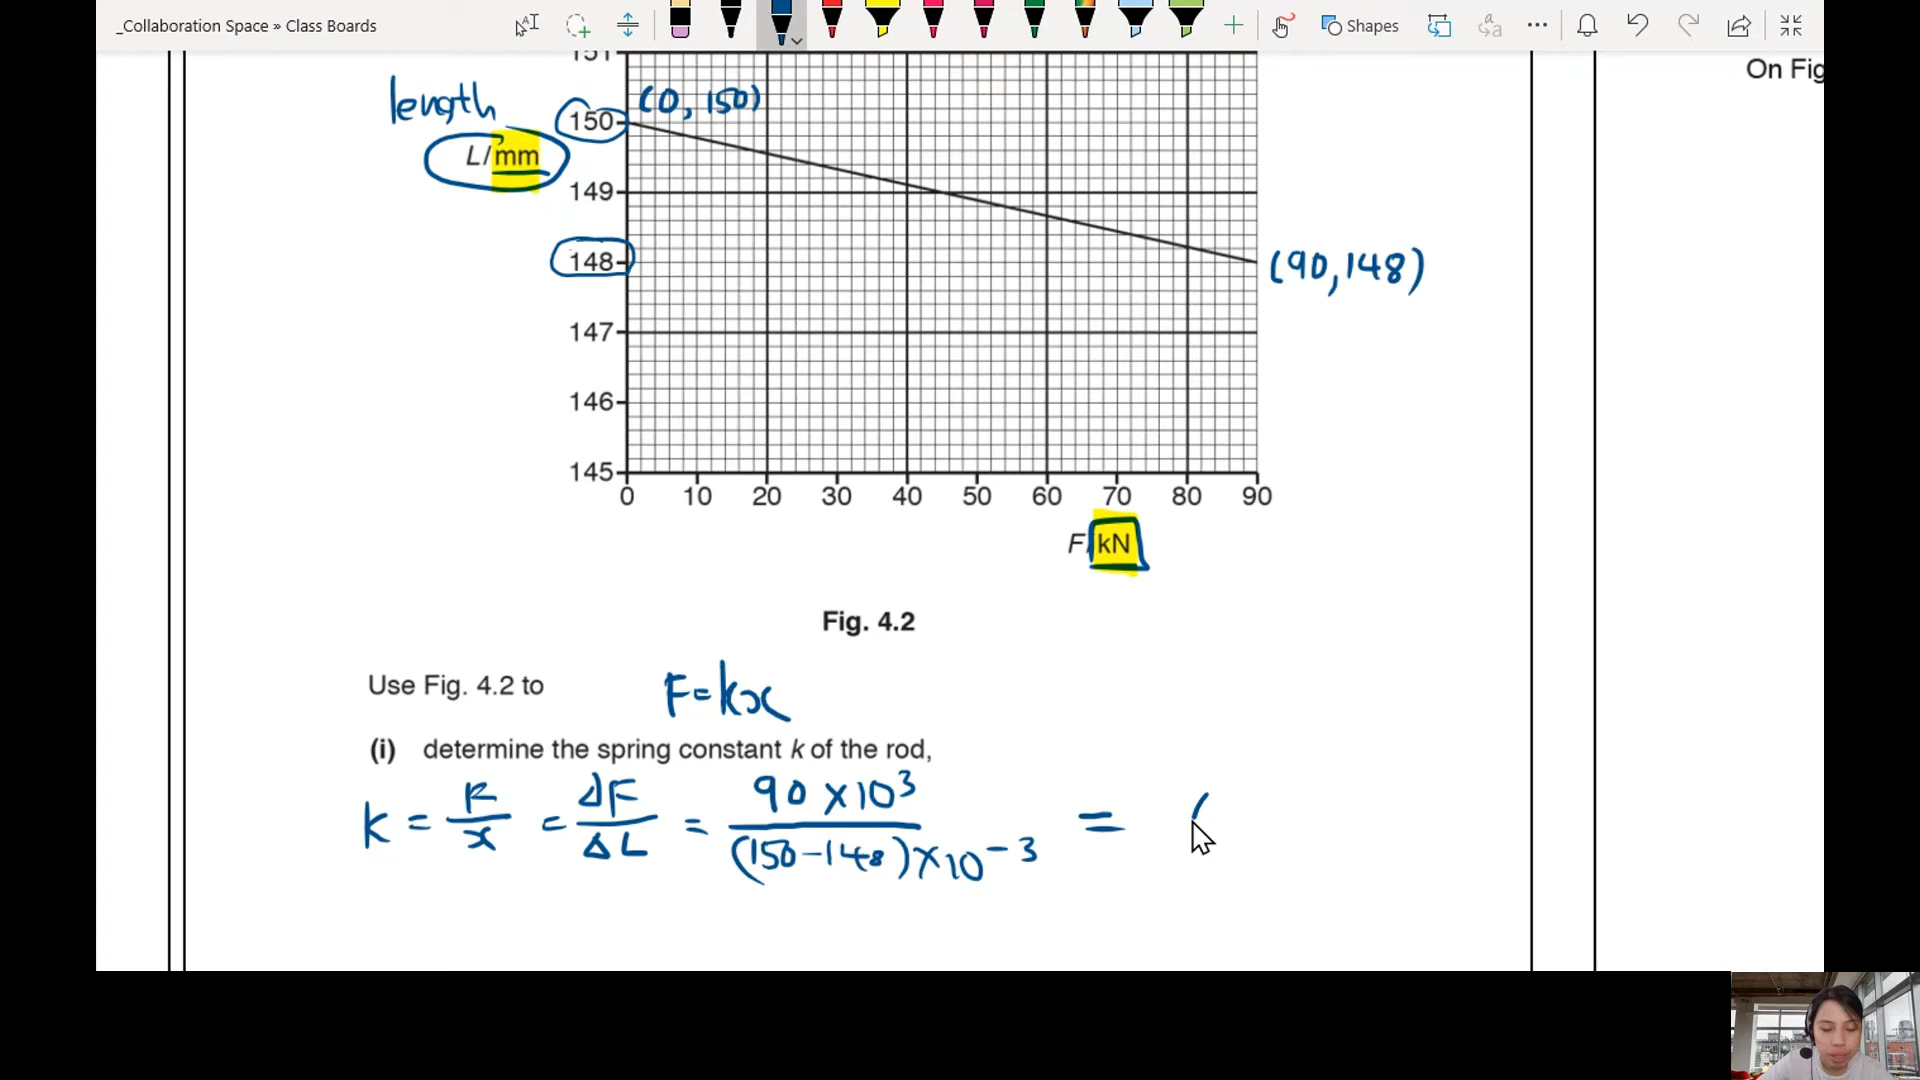 _Collaboration Space » Class Boards
Shapes
On Fig
151
length
(0, 150)
150
L/mm
149
148
(90,148)
147
146
145
0 10 20 30 40 50 60 70 80 90
F/kN
Fig. 4.2
Use Fig. 4.2 to
F=kx
(i) determine the spring constant k of the rod,
k = F/x = ΔF/ΔL = 90 ×10³/(150-148)×10⁻³ =